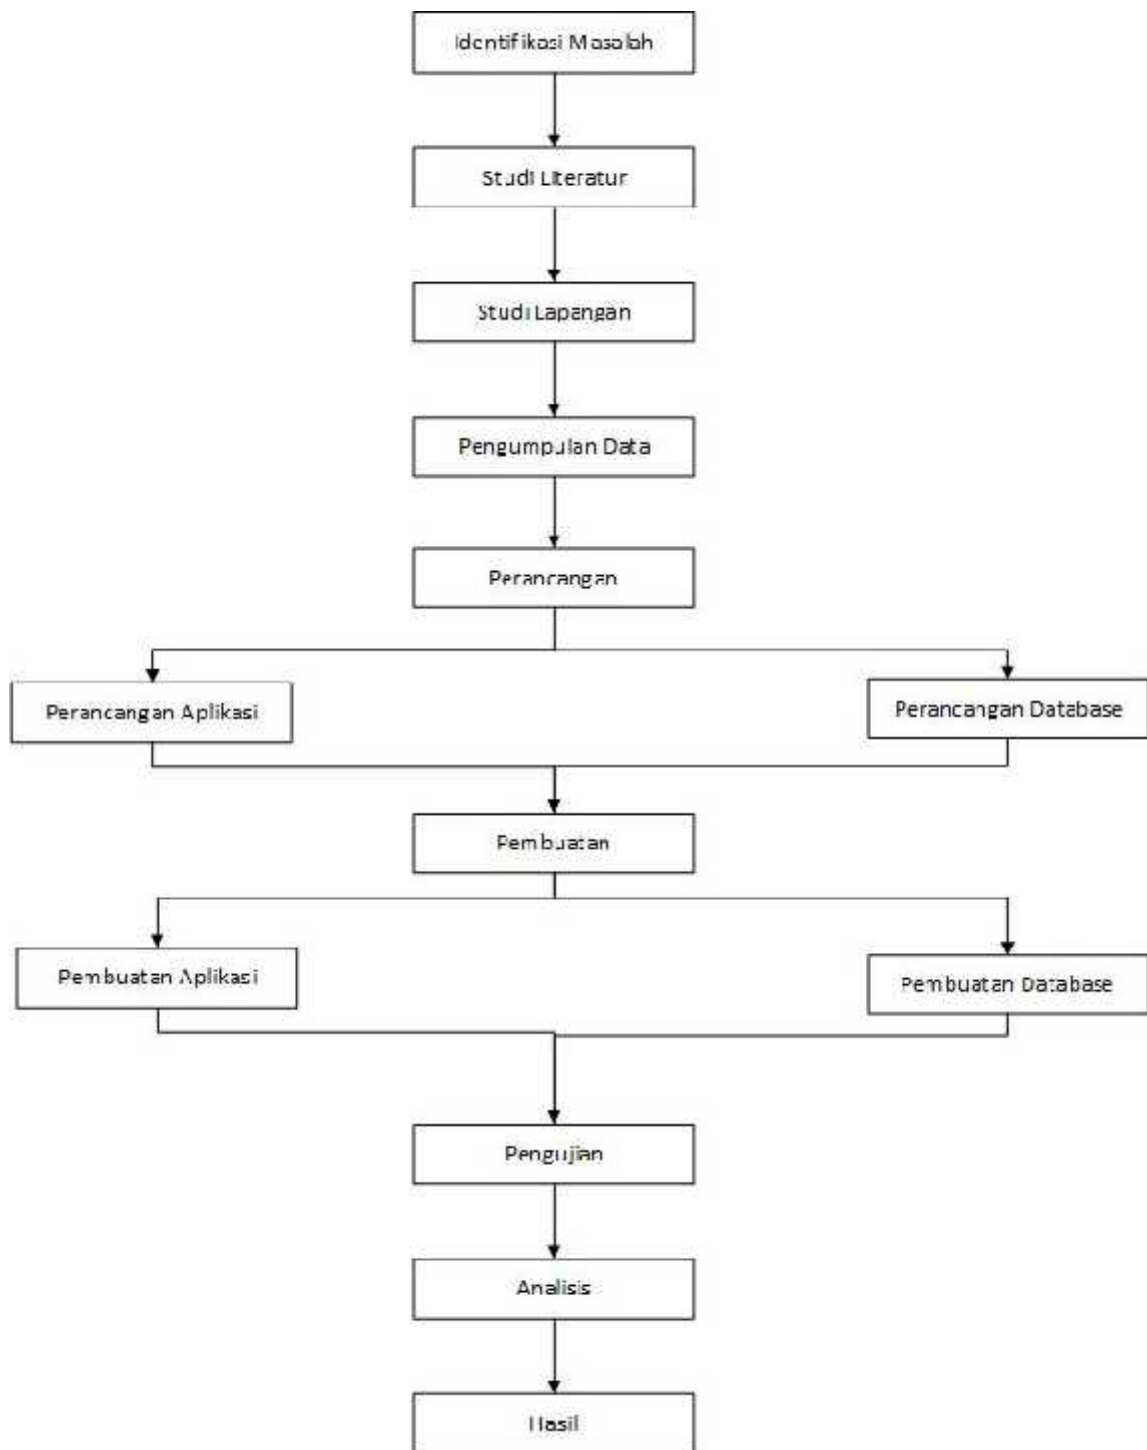 Identifikasi Masalah
Studi Literatur
Studi Lapangan
Pengumpulan Data
Perancangan
Perancangan Aplikasi
Perancangan Database
Pembuatan
Pembuatan Aplikasi
Pembuatan Database
Pengujian
Analisis
Hasil